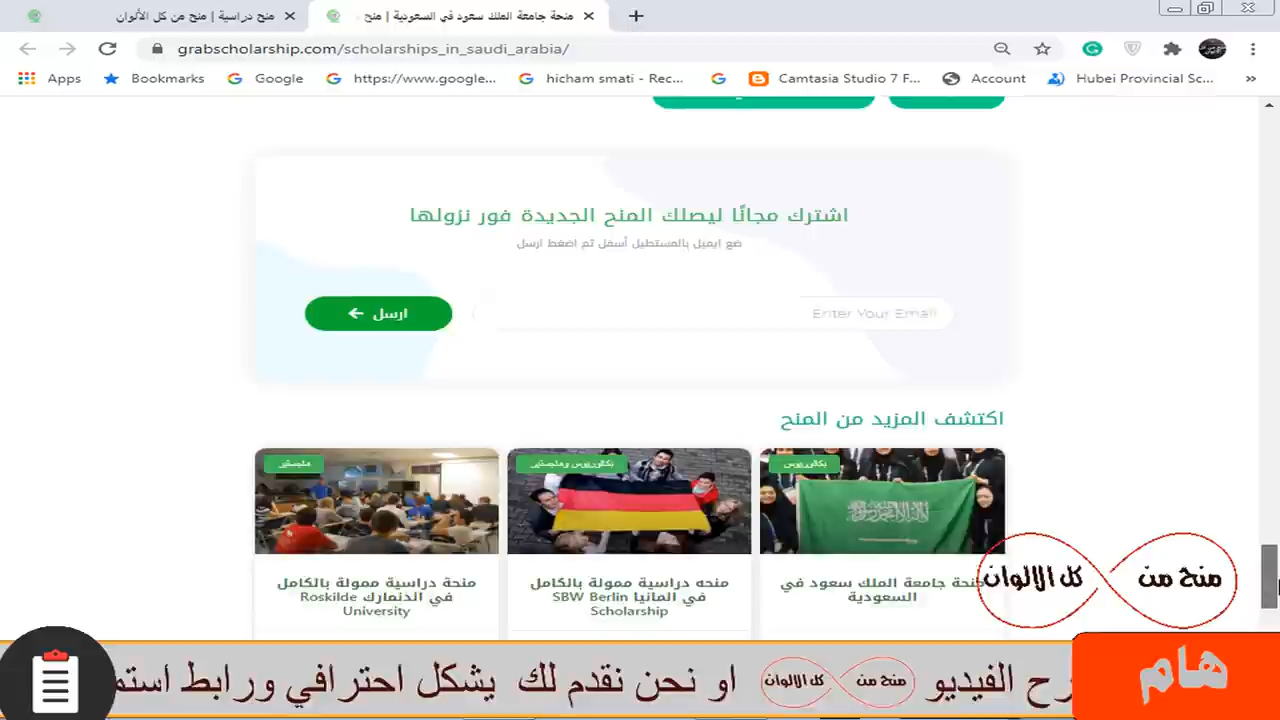 منح دراسية | منح من كل الألوان
منحة جامعة الملك سعود في السعودية | منح
grabscholarship.com/scholarships_in_saudi_arabia/
Apps
Bookmarks
Google
https://www.google...
hicham smati - Rec...
Camtasia Studio 7 F...
Account
Hubei Provincial Sc...
»
اشترك مجانًا ليصلك المنح الجديدة فور نزولها
ضع ايميل بالمستطيل أسفل ثم اضغط ارسل
Enter Your Email
ارسل
اكتشف المزيد من المنح
بكالوريوس
بكالوريوس وماجستير
ماجستير
منحة جامعة الملك سعود في
السعودية
منحه دراسية ممولة بالكامل
في المانيا SBW Berlin
Scholarship
منحة دراسية ممولة بالكامل
في الدنمارك Roskilde
University
منح من كل الالوان
هام
رح الفيديو منح من كل الالوان او نحن نقدم لك يشكل احترافي ورابط استم